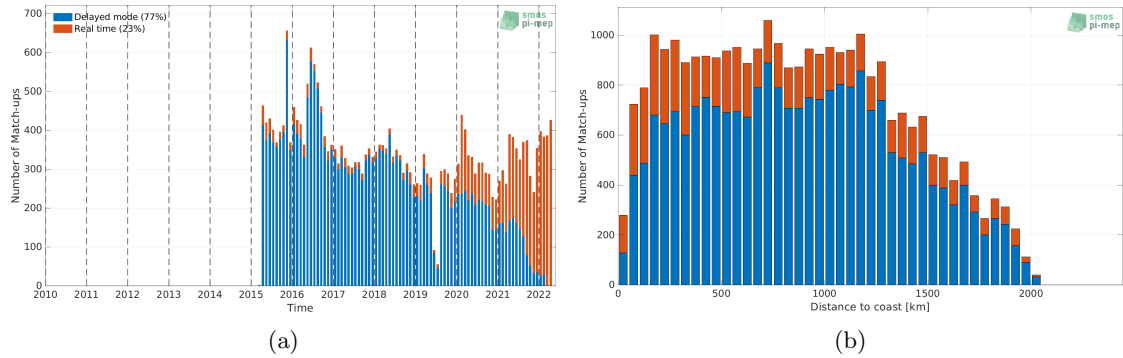 Delayed mode (77%)
Real time (23%)
smos
pi-mep
700
600
500
400
300
200
100
0
Number of Match-ups
2010 2011 2012 2013 2014 2015 2016 2017 2018 2019 2020 2021 2022
Time
(a)
smos
pi-mep
1000
800
600
400
200
0
Number of Match-ups
0 500 1000 1500 2000
Distance to coast [km]
(b)